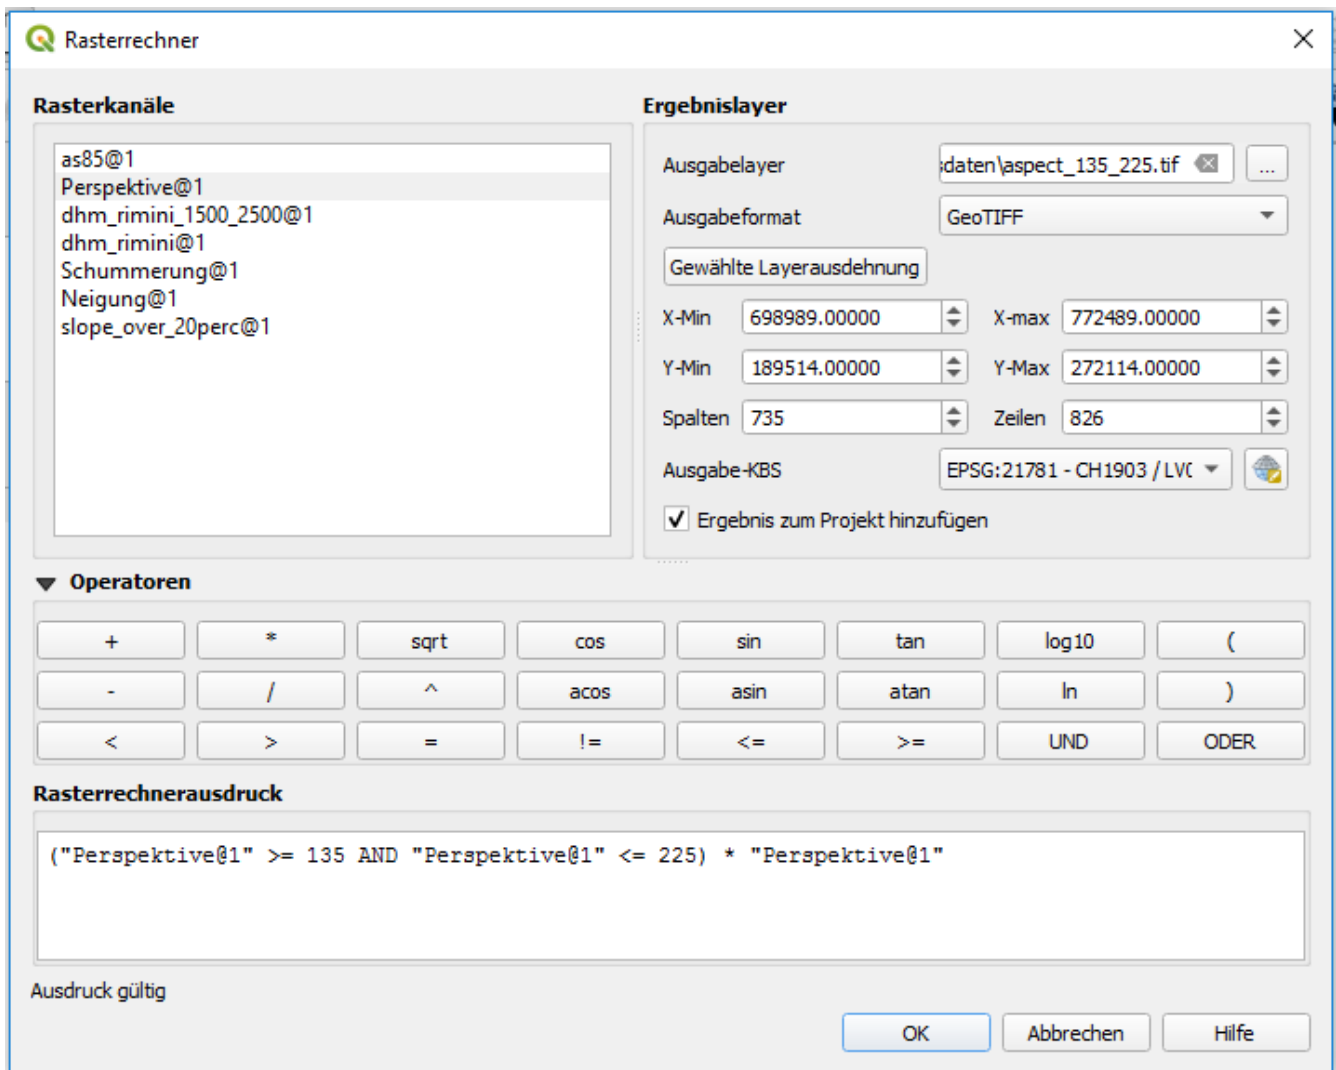 Rasterrechner
Rasterkanäle
as85@1
Perspektive@1
dhm_rimini_1500_2500@1
dhm_rimini@1
Schummerung@1
Neigung@1
slope_over_20perc@1
Ergebnislayer
Ausgabelayer daten\aspect_135_225.tif ...
Ausgabeformat GeoTIFF
Gewählte Layerausdehnung
X-Min 698989.00000 X-max 772489.00000
Y-Min 189514.00000 Y-Max 272114.00000
Spalten 735 Zeilen 826
Ausgabe-KBS EPSG:21781 - CH1903 / LV
Ergebnis zum Projekt hinzufügen
Operatoren
+ * sqrt cos sin tan log10 (
- / ^ acos asin atan ln )
< > = != <= >= UND ODER
Rasterrechnerausdruck
("Perspektive@1" >= 135 AND "Perspektive@1" <= 225) * "Perspektive@1"
Ausdruck gültig
OK Abbrechen Hilfe